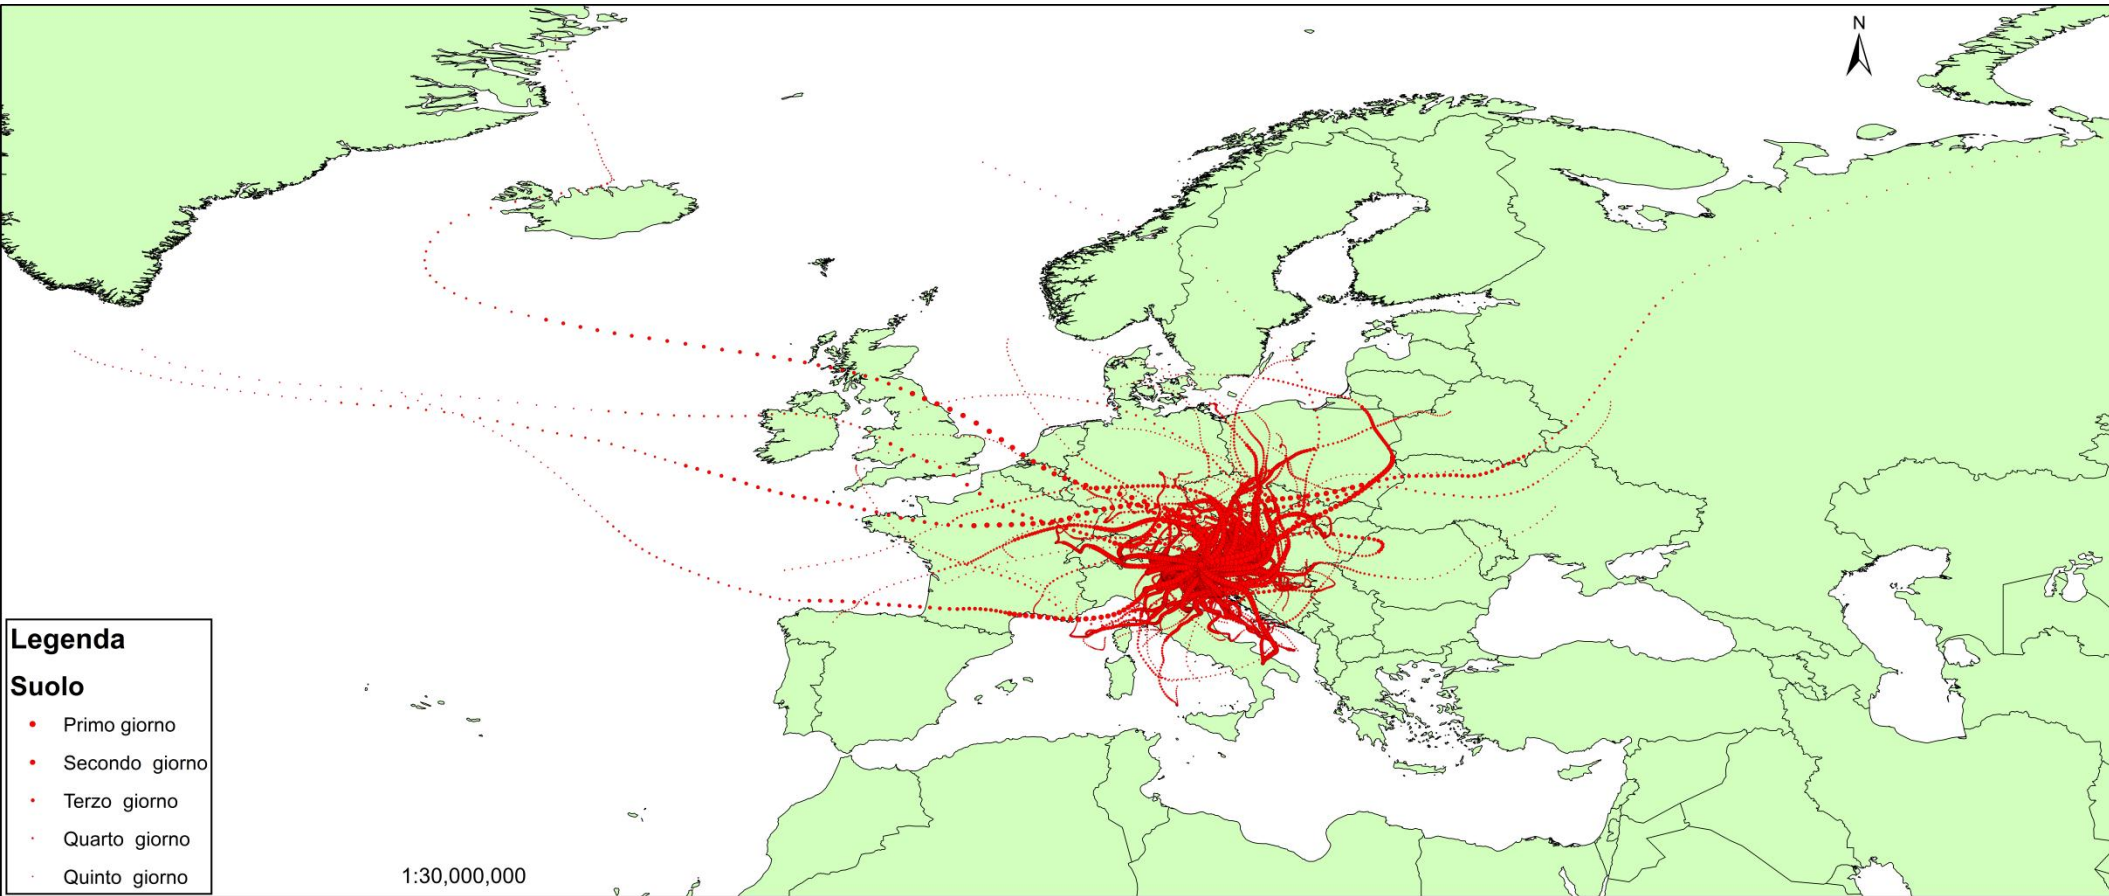 N
Legenda
Suolo
Primo giorno
Secondo giorno
Terzo giorno
Quarto giorno
Quinto giorno
1:30,000,000